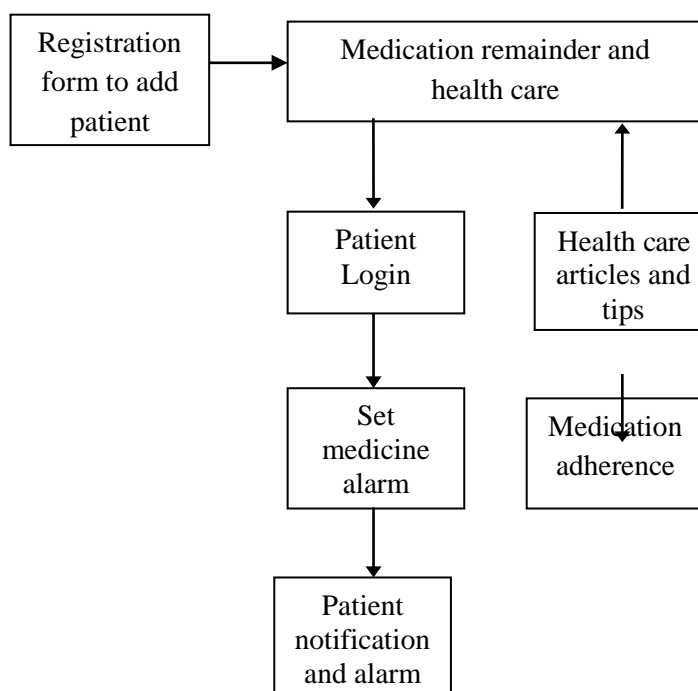 Registration
form to add
patient
Medication remainder and
health care
Patient
Login
Health care
articles and
tips
Set
medicine
alarm
Medication
adherence
Patient
notification
and alarm